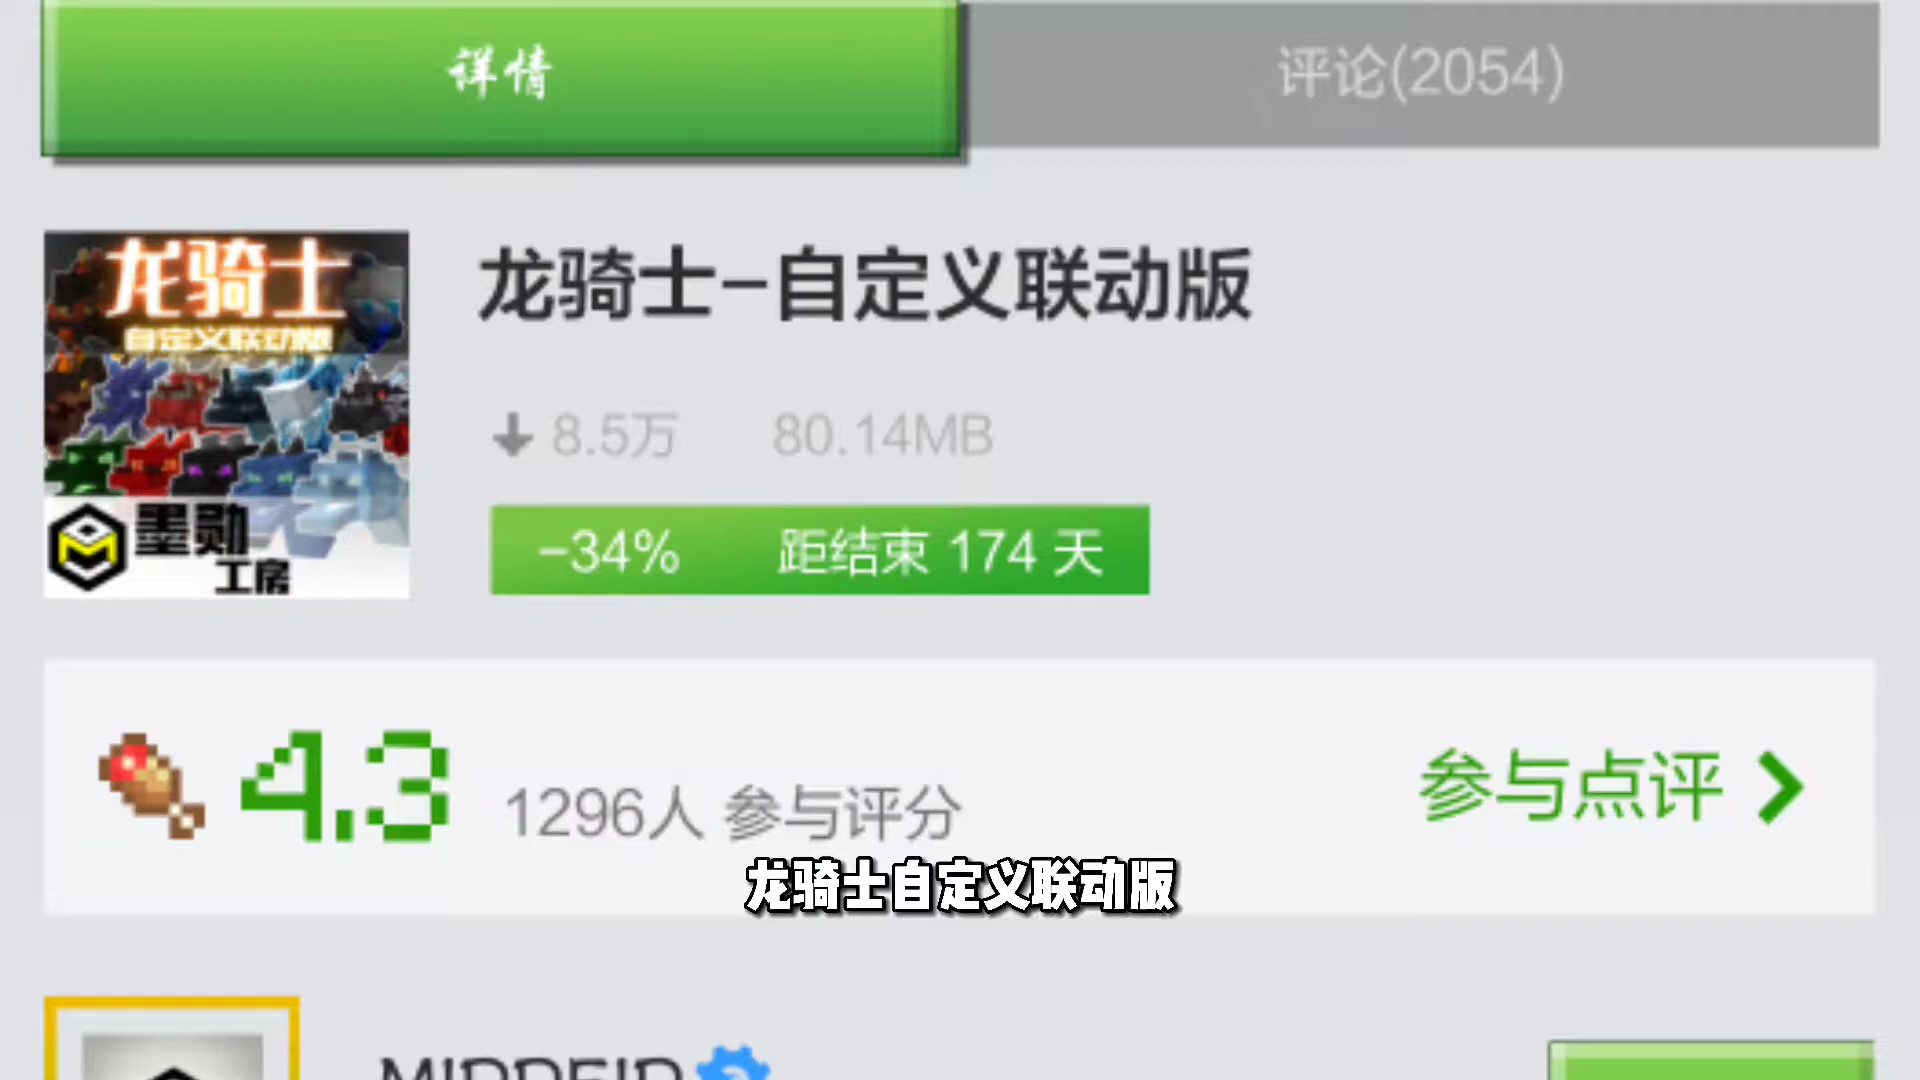 详情
评论(2054)
龙骑士
自定义联动版
墨勋
工房
龙骑士-自定义联动版
8.5万 80.14MB
-34% 距结束 174 天
4.3 1296人 参与评分
参与点评
龙骑士自定义联动版